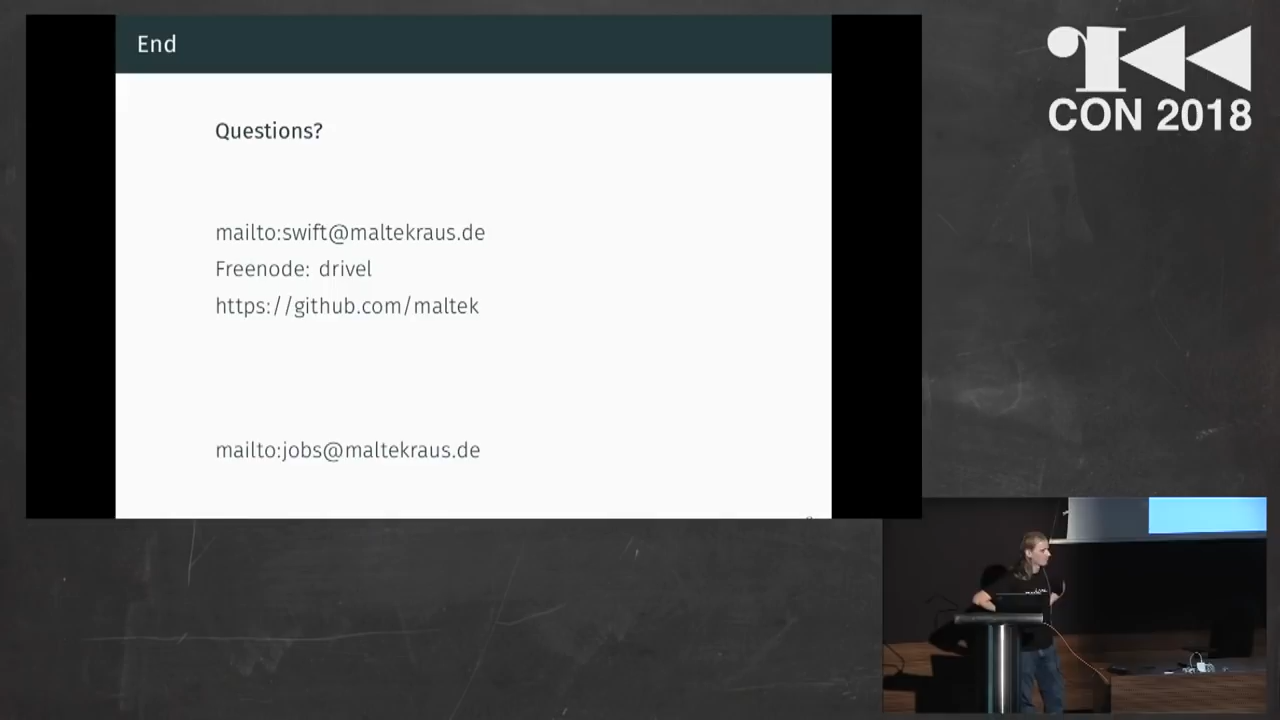 End
Questions?
mailto:swift@maltekraus.de
Freenode: drivel
https://github.com/maltek
mailto:jobs@maltekraus.de
CON 2018